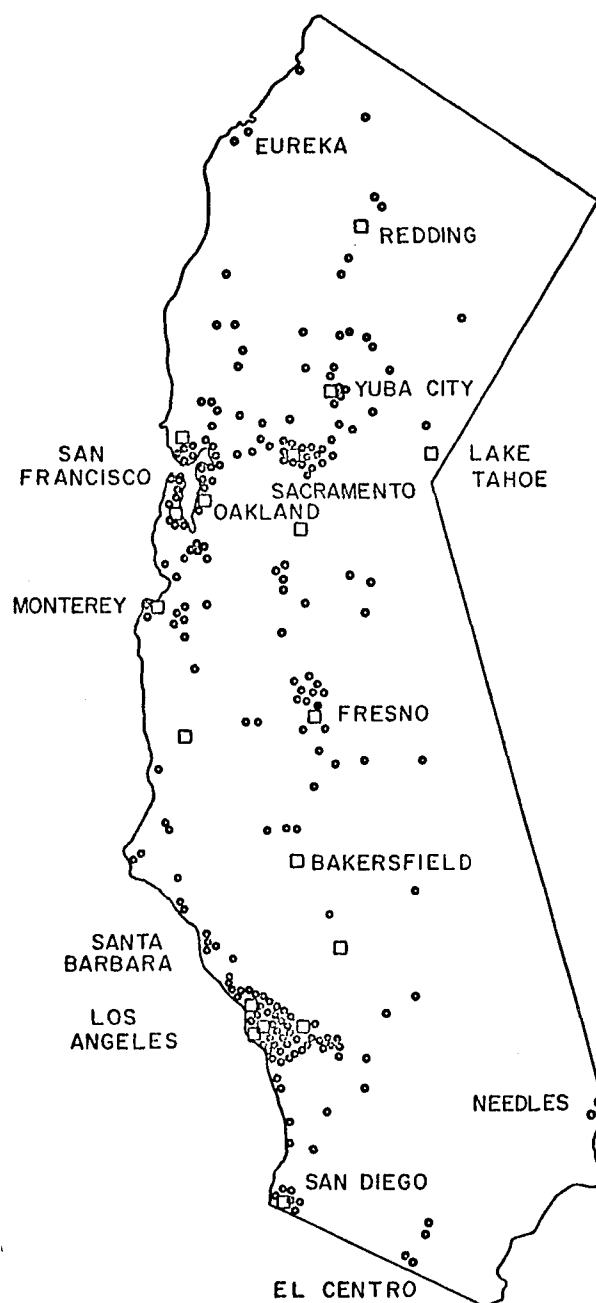 EUREKA
REDDING
YUBA CITY
SAN
FRANCISCO
LAKE
TAHOE
SACRAMENTO
OAKLAND
MONTEREY
FRESNO
BAKERSFIELD
SANTA
BARBARA
LOS
ANGELES
NEEDLES
SAN DIEGO
EL CENTRO